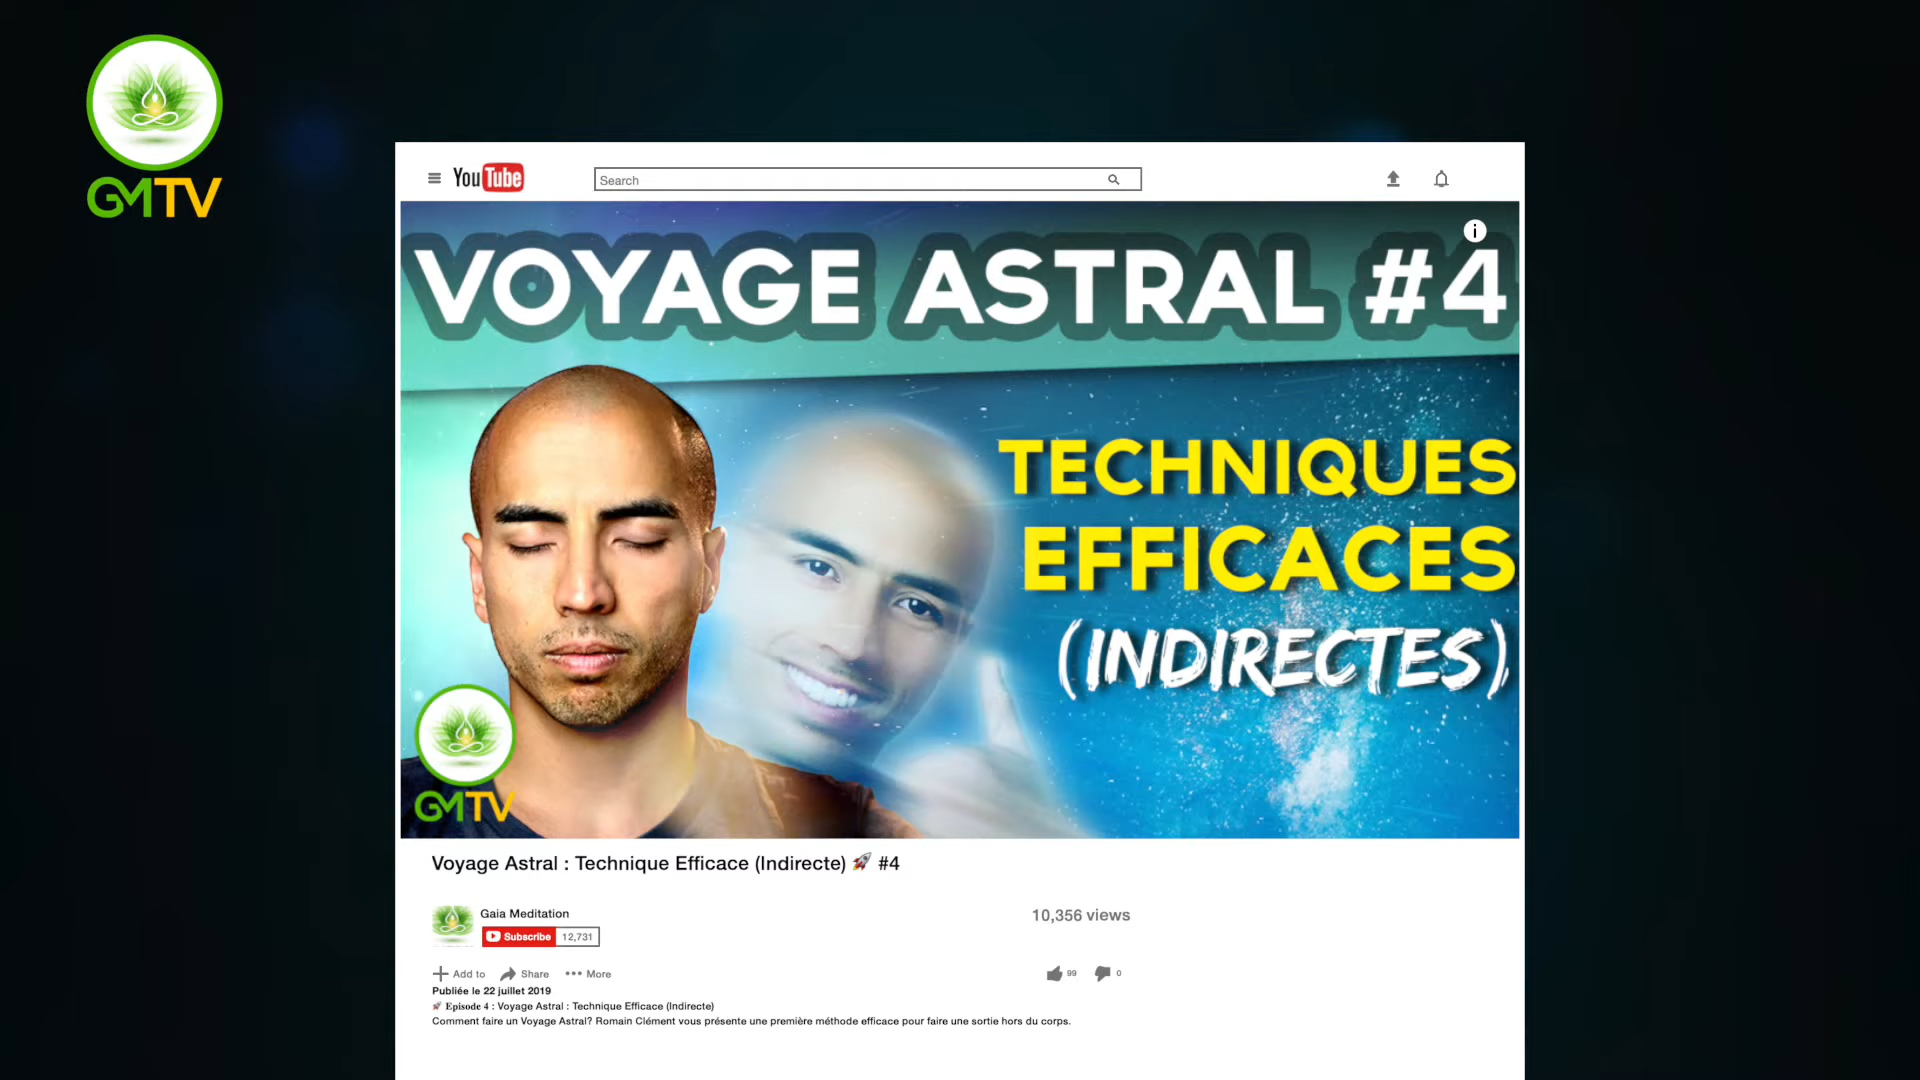 GMTV
YouTube
Search
VOYAGE ASTRAL #4
TECHNIQUES
EFFICACES
(INDIRECTES)
GMTV
Voyage Astral : Technique Efficace (Indirecte) 🚀 #4
Gaia Meditation
10,356 views
Subscribe 12,731
Add to Share More
99 0
Publiée le 22 juillet 2019
🚀 Episode 4 : Voyage Astral : Technique Efficace (Indirecte)
Comment faire un Voyage Astral? Romain Clément vous présente une première méthode efficace pour faire une sortie hors du corps.